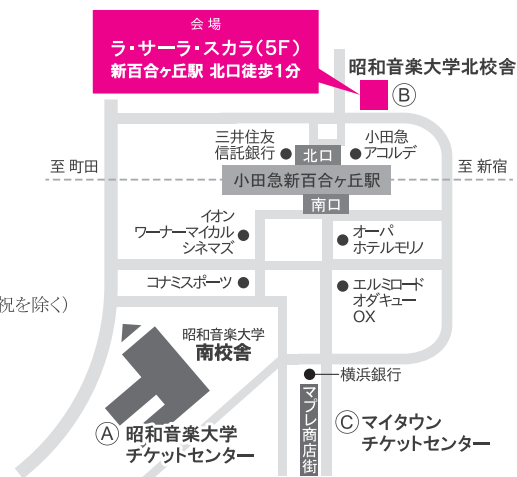 会場
ラ・サーラ・スカラ（5F）
新百合ヶ丘駅 北口徒歩1分
昭和音楽大学北校舎
Ⓑ
三井住友
信託銀行
北口
小田急
アコルデ
至 町田
至 新宿
小田急新百合ヶ丘駅
南口
イオン
ワーナーマイカル
シネマズ
オーパ
ホテルモリノ
コナミスポーツ
エルミロード
オダキュー
OX
祝を除く）
昭和音楽大学
南校舎
横浜銀行
マプレ商店街
Ⓐ 昭和音楽大学
チケットセンター
Ⓒ マイタウン
チケットセンター